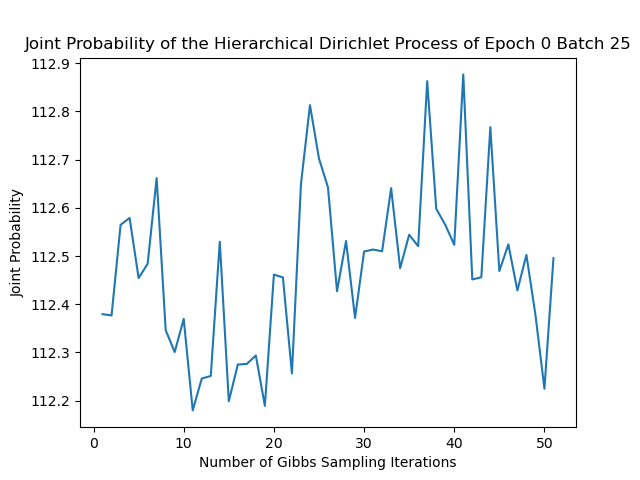 Joint Probability of the Hierarchical Dirichlet Process of Epoch 0 Batch 25
112.9
112.8
112.7
112.6
112.5
112.4
112.3
112.2
Joint Probability
0 10 20 30 40 50
Number of Gibbs Sampling Iterations